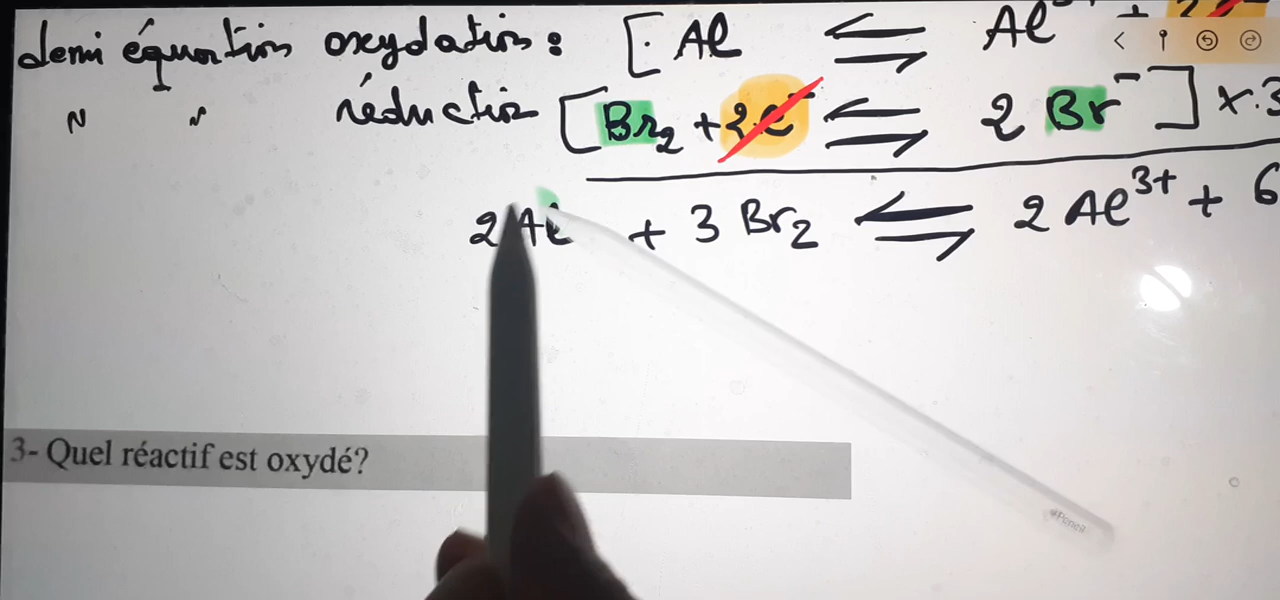 demi équation oxydation : [. Al ⇌ Al + 2
" " réduction [Br₂ + 2e⁻ ⇌ 2 Br⁻] x.3
2 Al + 3 Br₂ ⇌ 2 Al³⁺ + 6
3- Quel réactif est oxydé?